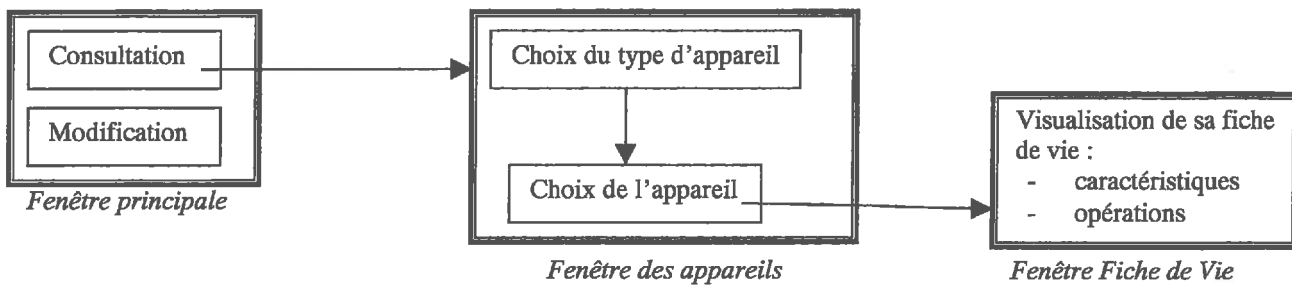 Consultation
Modification
Fenêtre principale
Choix du type d'appareil
Choix de l'appareil
Fenêtre des appareils
Visualisation de sa fiche
de vie :
- caractéristiques
- opérations
Fenêtre Fiche de Vie